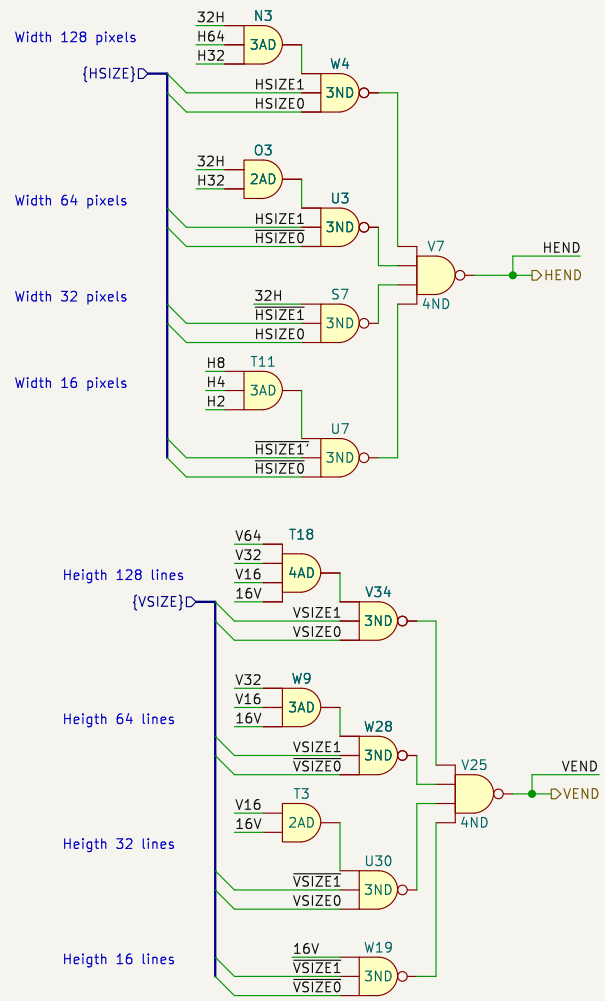 N3
32H
H64
H32
3AD
Width 128 pixels
W4
{HSIZE}
HSIZE1
HSIZE0
3ND
O3
32H
H32
2AD
Width 64 pixels
U3
HSIZE1
HSIZE0
3ND
V7
4ND
HEND
HEND
Width 32 pixels
S7
32H
HSIZE1
HSIZE0
3ND
Width 16 pixels
T11
H8
H4
H2
3AD
U7
HSIZE1'
HSIZE0
3ND
T18
V64
V32
V16
16V
4AD
Heigth 128 lines
{VSIZE}
V34
VSIZE1
VSIZE0
3ND
W9
V32
V16
16V
3AD
Heigth 64 lines
W28
VSIZE1
VSIZE0
3ND
V25
4ND
VEND
VEND
T3
V16
16V
2AD
Heigth 32 lines
U30
VSIZE1
VSIZE0
3ND
Heigth 16 lines
W19
16V
VSIZE1
VSIZE0
3ND